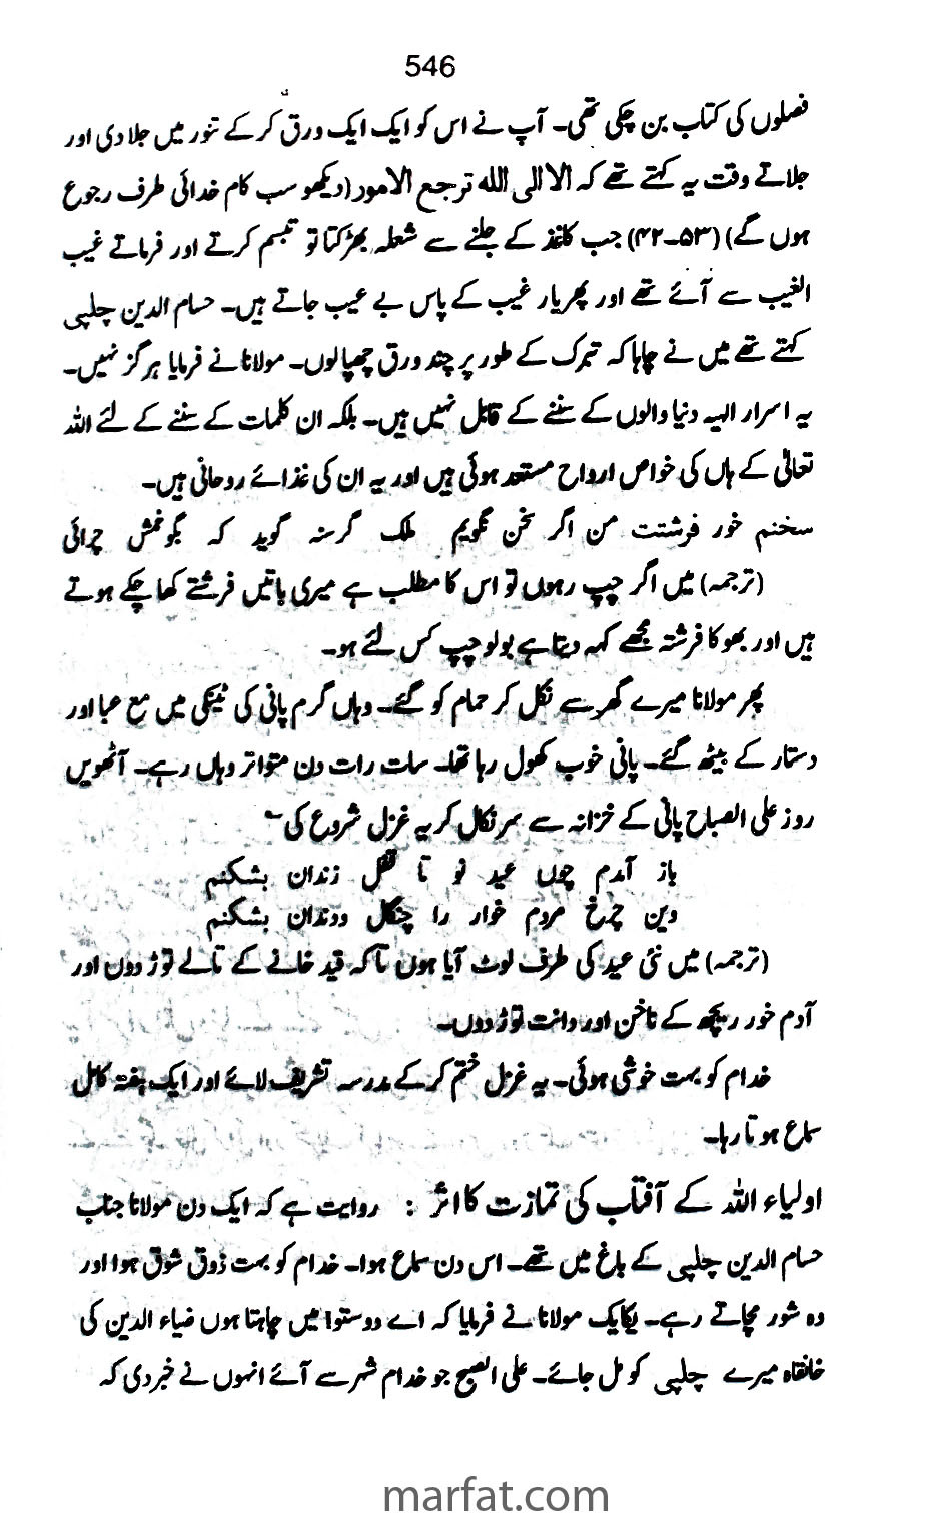 546
فصلوں کی کتاب بن چکی تھی۔ آپ نے اس کو ایک ایک ورق کر کے تنور میں جلا دی اور
جلاتے وقت یہ کہتے تھے کہ الا الی اللہ ترجع الامور (دیکھو سب کام خدائی طرف رجوع
ہوں گے) (۵۳-۴۲) جب کاغذ کے جلنے سے شعلہ بھڑکتا تو تبسم کرتے اور فرماتے غیب
الغیب سے آئے تھے اور پھر یار غیب کے پاس بے عیب جاتے ہیں۔ حسام الدین چلپی
کہتے تھے میں نے چاہا کہ تبرک کے طور پر چند ورق چھپا لوں۔ مولانا نے فرمایا ہرگز نہیں۔
یہ اسرار الہیہ دنیا والوں کے سننے کے قابل نہیں ہیں۔ بلکہ ان کلمات کے سننے کے لئے اللہ
تعالیٰ کے ہاں کی خواص ارواح مستعد ہوئی ہیں اور یہ ان کی غذائے روحانی ہیں۔
سخنم خور فرشتت من اگر سخن نگویم ملک گرسنہ گوید کہ بگو خمش چرائی
(ترجمہ) میں اگر چپ رہوں تو اس کا مطلب ہے میری باتیں فرشتے کھا چکے ہوتے
ہیں اور بھوکا فرشتہ مجھے کہہ دیتا ہے بولو چپ کس لئے ہو۔
پھر مولانا میرے گھر سے نکل کر حمام کو گئے۔ وہاں گرم پانی کی ٹینکی میں مع عبا اور
دستار کے بیٹھ گئے۔ پانی خوب کھول رہا تھا۔ سات رات دن متواتر وہاں رہے۔ آٹھویں
روز علی الصباح پانی کے خزانہ سے سر نکال کر یہ غزل شروع کی
باز آمدم چوں عید نو تا قفل زندان بشکنم
وین چرخ مردم خوار را چنگال و دندان بشکنم
(ترجمہ) میں نئی عید کی طرف لوٹ آیا ہوں تاکہ قید خانے کے تالے توڑ دوں اور
آدم خور ریچھ کے ناخن اور دانت توڑ دوں۔
خدام کو بہت خوشی ہوئی۔ یہ غزل ختم کر کے مدرسہ تشریف لائے اور ایک ہفتہ کامل
سماع ہوتا رہا۔
اولیاء اللہ کے آفتاب کی تمازت کا اثر : روایت ہے کہ ایک دن مولانا جناب
حسام الدین چلپی کے باغ میں تھے۔ اس دن سماع ہوا۔ خدام کو بہت ذوق شوق ہوا اور
وہ شور مچاتے رہے۔ یکایک مولانا نے فرمایا کہ اے دوستو! میں چاہتا ہوں ضیاء الدین کی
خانقاہ میرے چلپی کو مل جائے۔ علی الصبح جو خدام شہر سے آئے انہوں نے خبر دی کہ
marfat.com